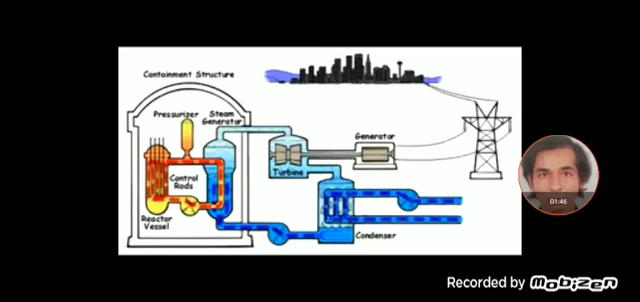 Containment Structure
Pressurizer
Steam
Generator
Control
Rods
Reactor
Vessel
Turbine
Generator
Condenser
01:46
Recorded by Mobizen